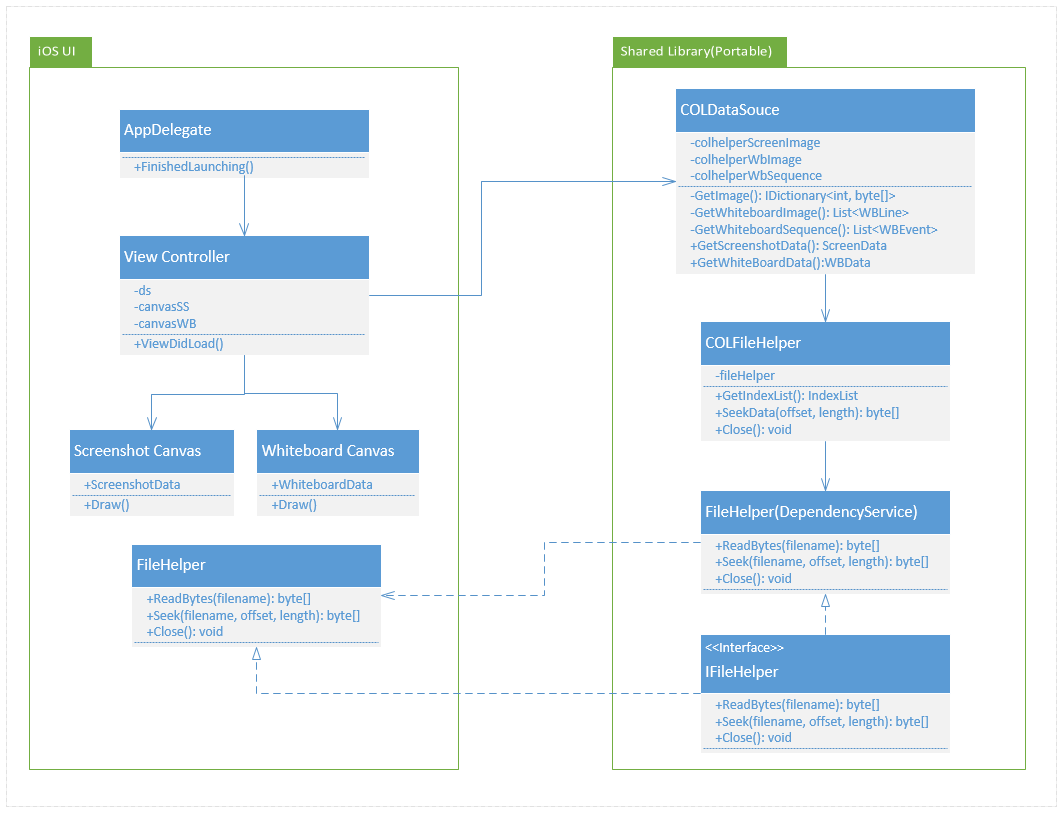 iOS UI
AppDelegate
+FinishedLaunching()
View Controller
-ds
-canvasSS
-canvasWB
+ViewDidLoad()
Screenshot Canvas
+ScreenshotData
+Draw()
Whiteboard Canvas
+WhiteboardData
+Draw()
FileHelper
+ReadBytes(filename): byte[]
+Seek(filename, offset, length): byte[]
+Close(): void
Shared Library(Portable)
COLDataSouce
-colhelperScreenImage
-colhelperWbImage
-colhelperWbSequence
-GetImage(): IDictionary<int, byte[]>
-GetWhiteboardImage(): List<WBLine>
-GetWhiteboardSequence(): List<WBEvent>
+GetScreenshotData(): ScreenData
+GetWhiteBoardData():WBData
COLFileHelper
-fileHelper
+GetIndexList(): IndexList
+SeekData(offset, length): byte[]
+Close(): void
FileHelper(DependencyService)
+ReadBytes(filename): byte[]
+Seek(filename, offset, length): byte[]
+Close(): void
<<Interface>>
IFileHelper
+ReadBytes(filename): byte[]
+Seek(filename, offset, length): byte[]
+Close(): void